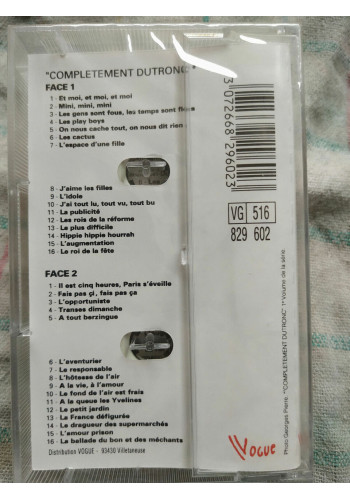 "COMPLETEMENT DUTRONC"
FACE 1
1 - Et moi, et moi, et moi
2 - Mini, mini, mini
3 - Les gens sont fous, les temps sont flous
4 - Les play boys
5 - On nous cache tout, on nous dit rien
6 - Les cactus
7 - L'espace d'une fille
8 - J'aime les filles
9 - L'idole
10 - J'ai tout lu, tout vu, tout bu
11 - La publicité
12 - Les rois de la réforme
13 - Le plus difficile
14 - Hippie hippie hourrah
15 - L'augmentation
16 - Le roi de la fête
FACE 2
1 - Il est cinq heures, Paris s'éveille
2 - Fais pas çi, fais pas ça
3 - L'opportuniste
4 - Transes dimanche
5 - A tout berzingue
6 - L'aventurier
7 - Le responsable
8 - L'hôtesse de l'air
9 - A la vie, à l'amour
10 - Le fond de l'air est frais
11 - A la queue les Yvelines
12 - Le petit jardin
13 - La France défigurée
14 - Le dragueur des supermarchés
15 - L'amour prison
16 - La ballade du bon et des méchants
Distribution VOGUE - 93430 Villetaneuse
3 072668 296023
VG 516
829 602
VOGUE
Photo Georges Pierre. "COMPLETEMENT DUTRONC" 1er Volume de la série